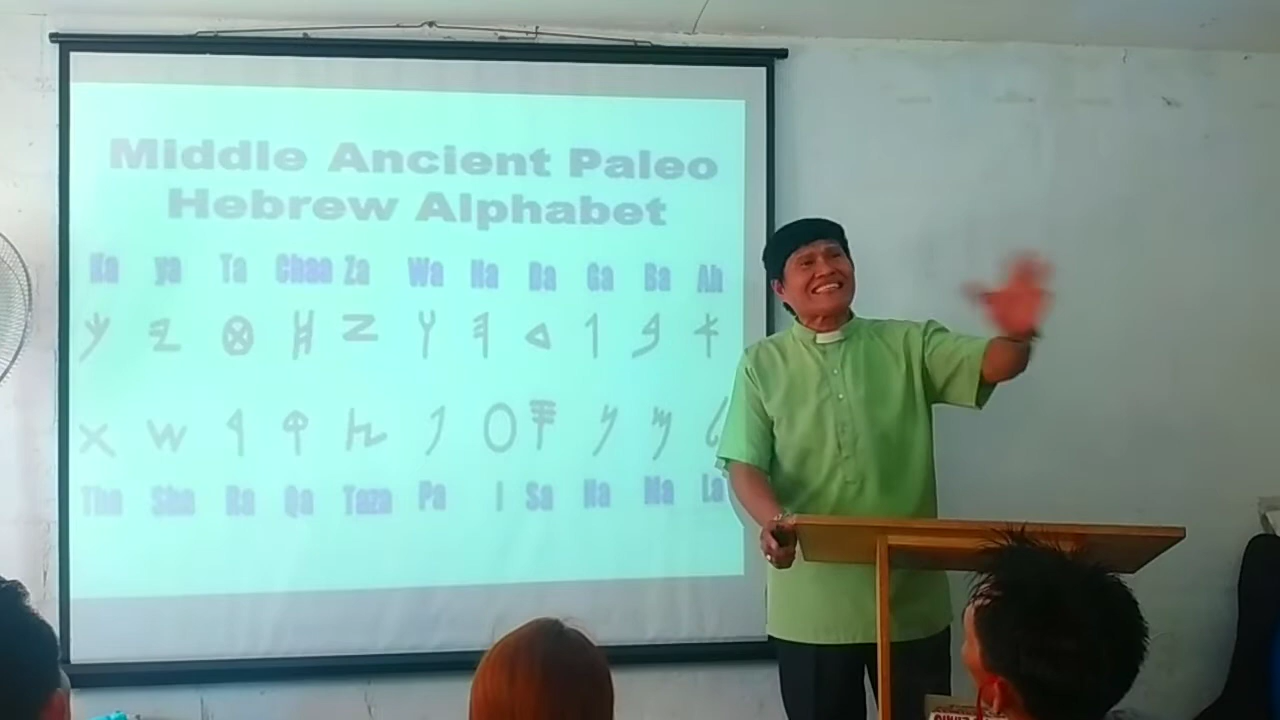 Middle Ancient Paleo
Hebrew Alphabet
Ka ya Ta Chaa Za Wa Ha Da Ga Ba Ah
𐤀 𐤁 𐤂 𐤃 𐤄 𐤅 𐤆 𐤇 𐤈 𐤉 𐤊
𐤋 𐤌 𐤍 𐤎 𐤏 𐤐 𐤑 𐤒 𐤓 𐤔 𐤕
Tha Sha Ra Qa Taza Pa I Sa Na Ma La